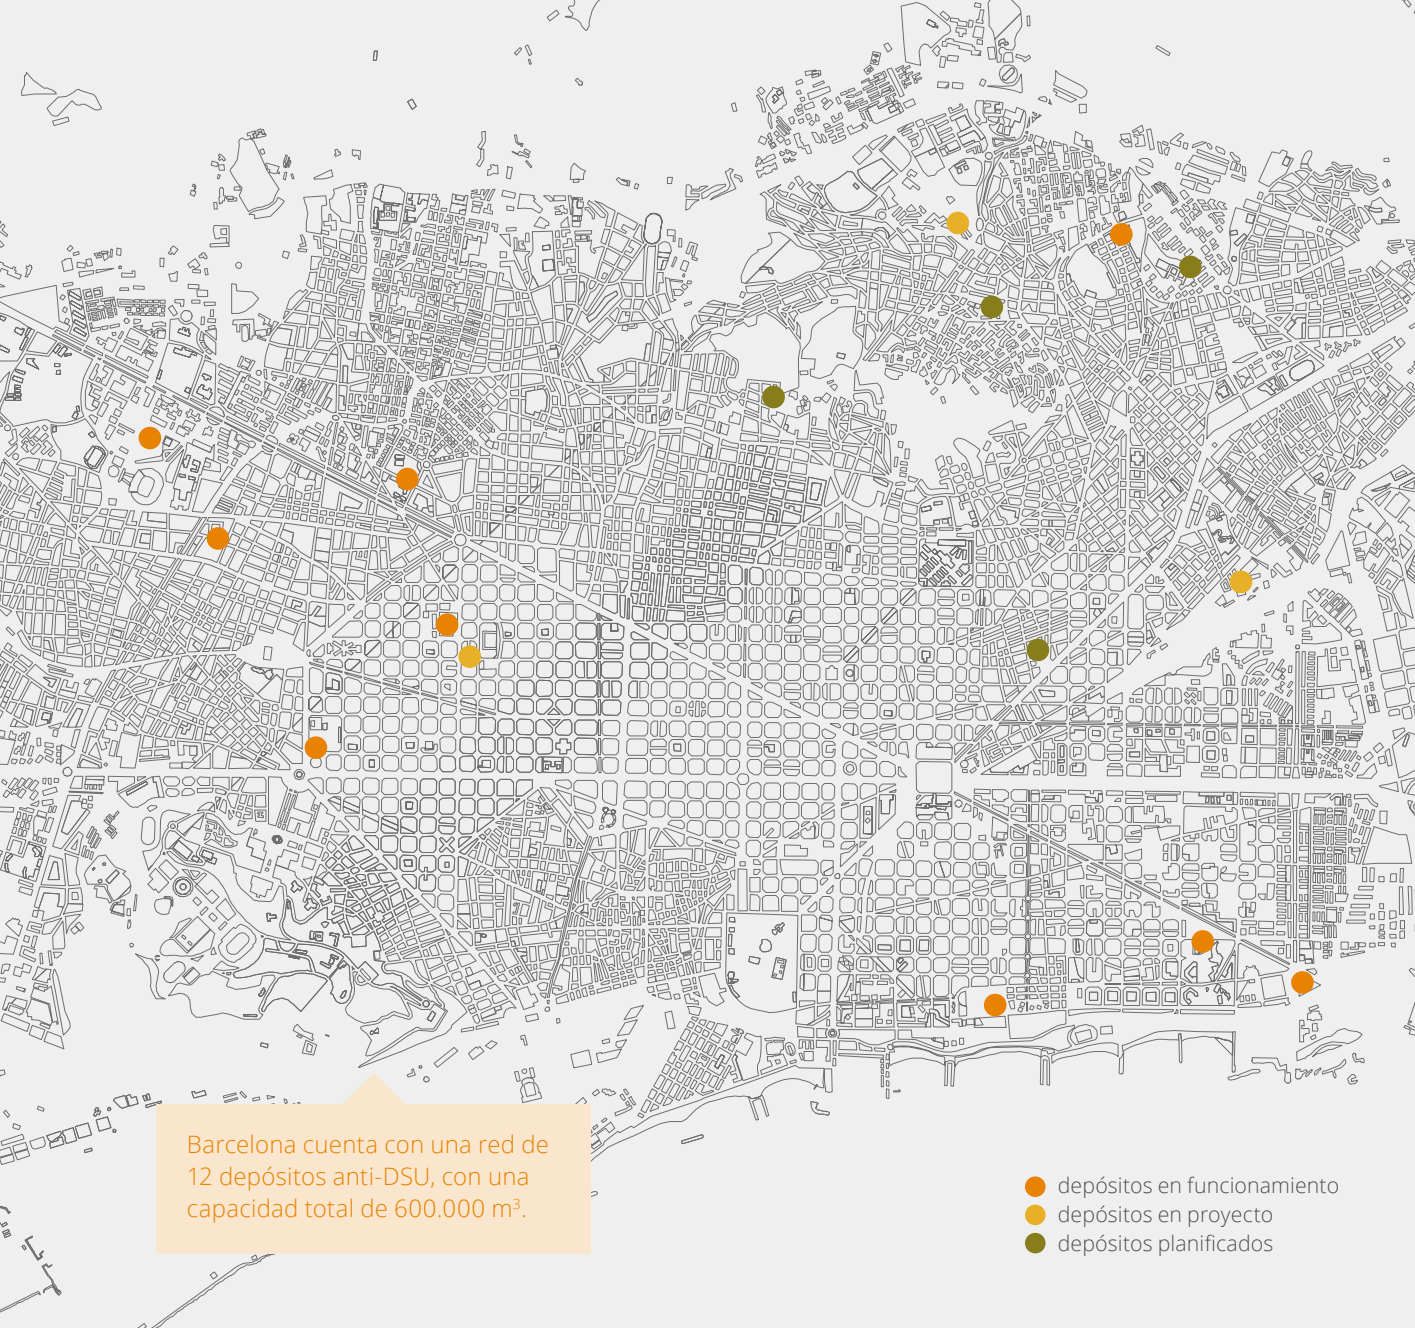 Barcelona cuenta con una red de
12 depósitos anti-DSU, con una
capacidad total de 600.000 m³.
depósitos en funcionamiento
depósitos en proyecto
depósitos planificados